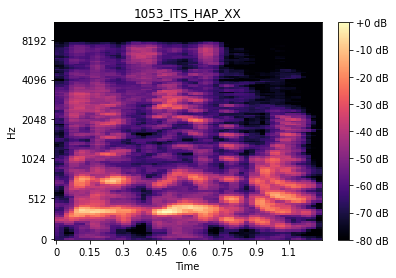 1053_ITS_HAP_XX
8192
4096
2048
1024
512
0
Hz
0 0.15 0.3 0.45 0.6 0.75 0.9 1.1
Time
+0 dB
-10 dB
-20 dB
-30 dB
-40 dB
-50 dB
-60 dB
-70 dB
-80 dB